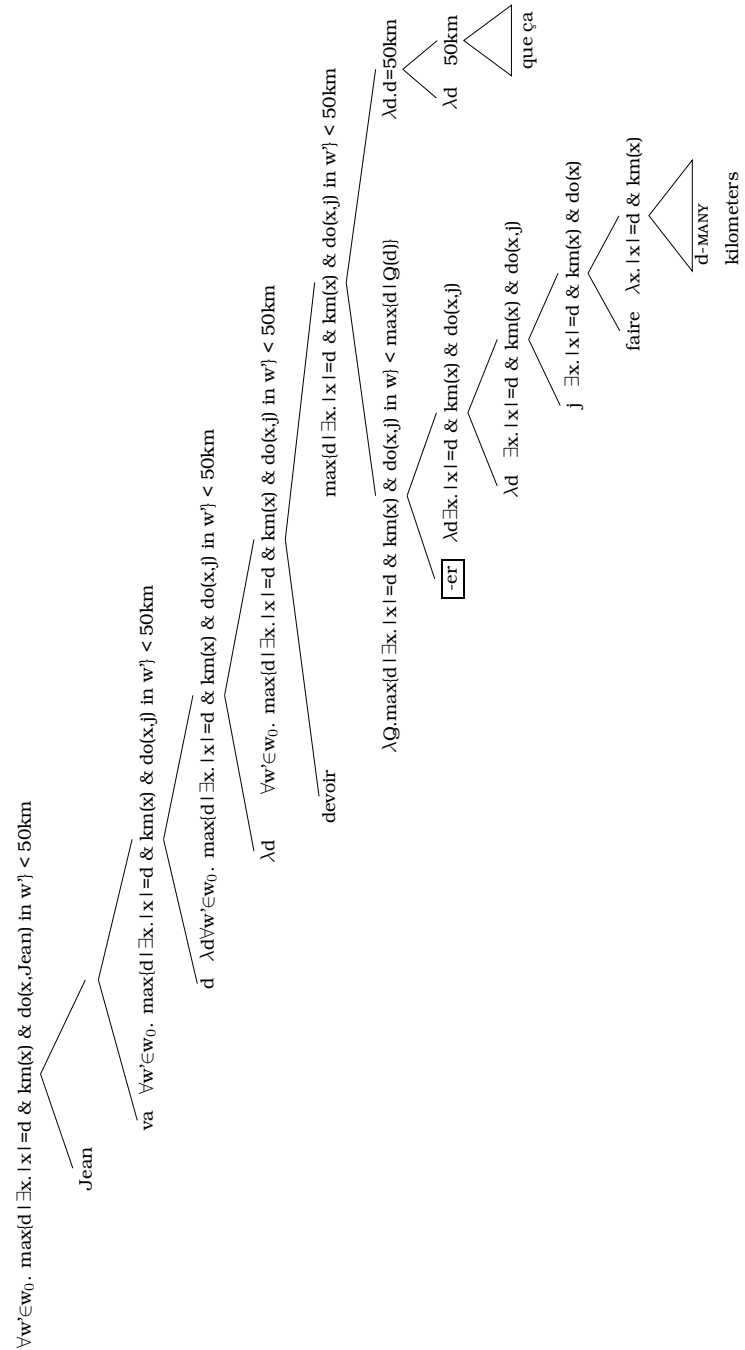 ∀w'∈w₀. max{d|∃x.|x|=d & km(x) & do(x,Jean) in w'} < 50km
Jean
va ∀w'∈w₀. max{d|∃x.|x|=d & km(x) & do(x,j) in w'} < 50km
d λd∀w'∈w₀. max{d|∃x.|x|=d & km(x) & do(x,j) in w'} < 50km
λd ∀w'∈w₀. max{d|∃x.|x|=d & km(x) & do(x,j) in w'} < 50km
devoir max{d|∃x.|x|=d & km(x) & do(x,j) in w'} < 50km
λQ.max{d|∃x.|x|=d & km(x) & do(x,j) in w} < max{d|Q(d)} λd.d=50km
-er λd∃x.|x|=d & km(x) & do(x,j) λd 50km
λd ∃x.|x|=d & km(x) & do(x,j) que ça
j ∃x.|x|=d & km(x) & do(x)
faire λx.|x|=d & km(x)
d-MANY
kilometers